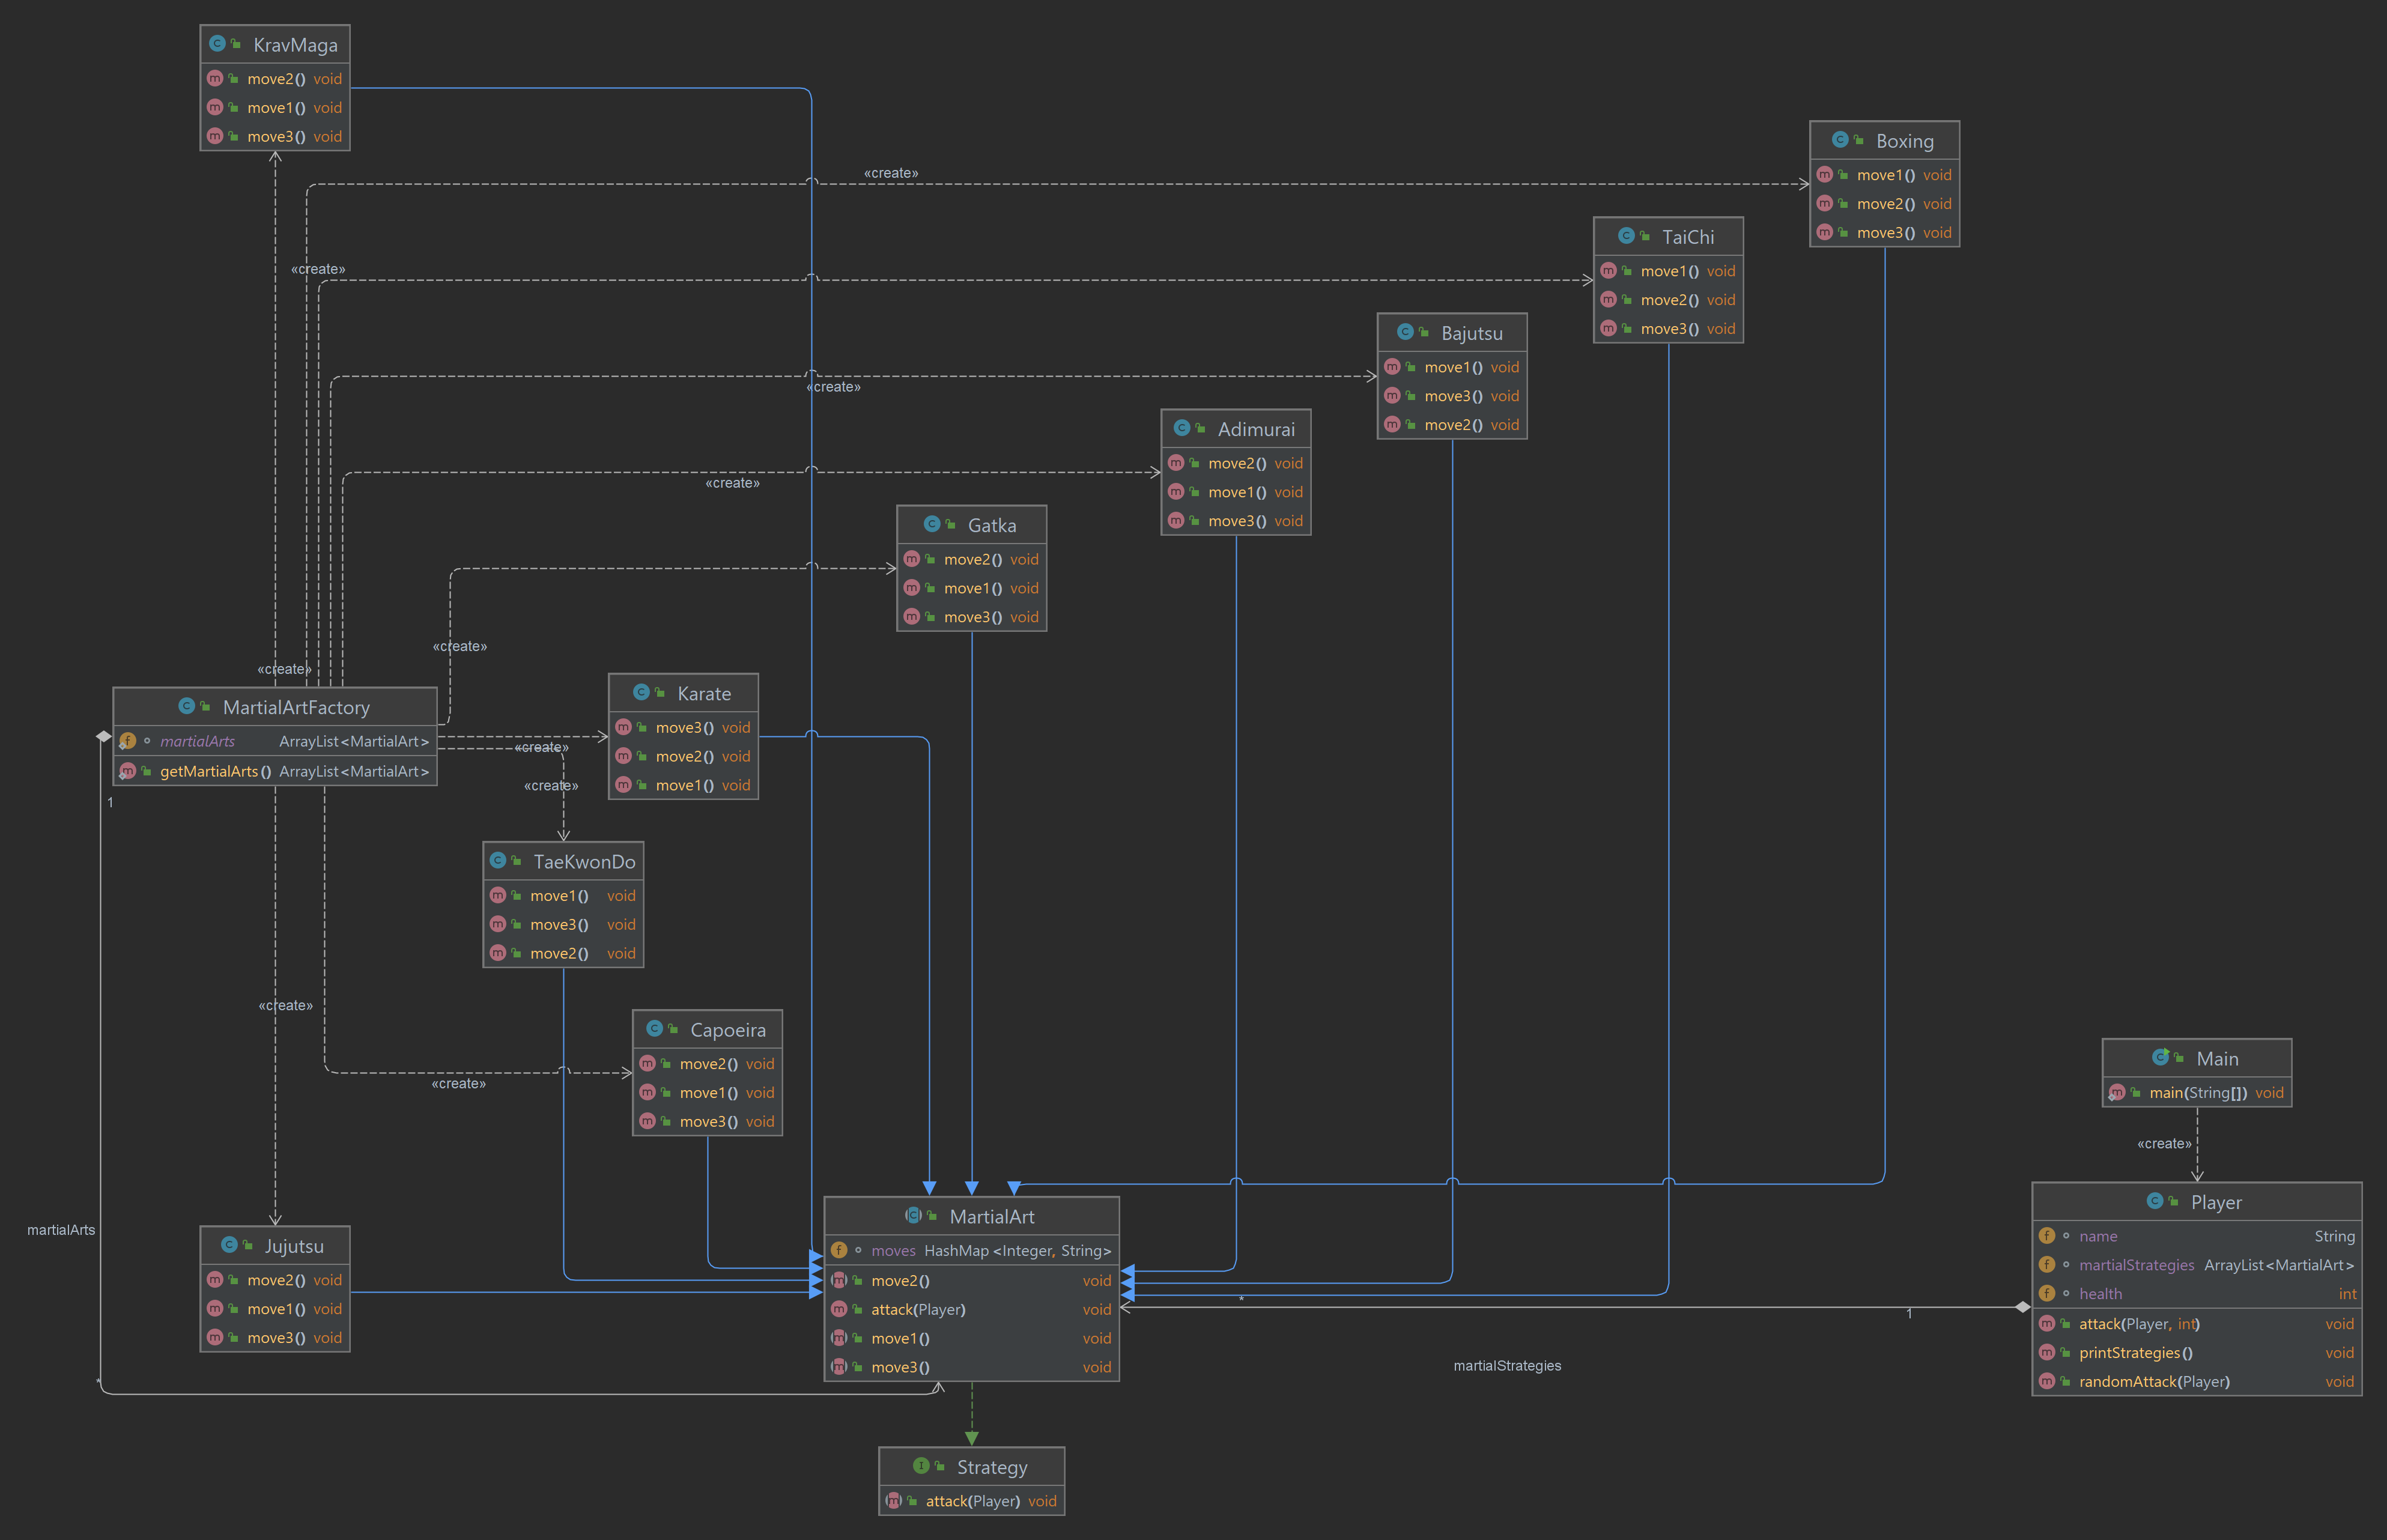 KravMaga
move2() void
move1() void
move3() void
Boxing
move1() void
move2() void
move3() void
«create»
TaiChi
move1() void
move2() void
move3() void
«create»
Bajutsu
move1() void
move3() void
move2() void
«create»
Adimurai
move2() void
move1() void
move3() void
«create»
Gatka
move2() void
move1() void
move3() void
«create»
«create»
MartialArtFactory
martialArts ArrayList<MartialArt>
getMartialArts() ArrayList<MartialArt>
Karate
move3() void
move2() void
move1() void
«create»
«create»
1
TaeKwonDo
move1() void
move3() void
move2() void
«create»
Capoeira
move2() void
move1() void
move3() void
«create»
Main
main(String[]) void
«create»
martialArts
*
Jujutsu
move2() void
move1() void
move3() void
MartialArt
moves HashMap<Integer, String>
move2() void
attack(Player) void
move1() void
move3() void
*
1
martialStrategies
Player
name String
martialStrategies ArrayList<MartialArt>
health int
attack(Player, int) void
printStrategies() void
randomAttack(Player) void
Strategy
attack(Player) void